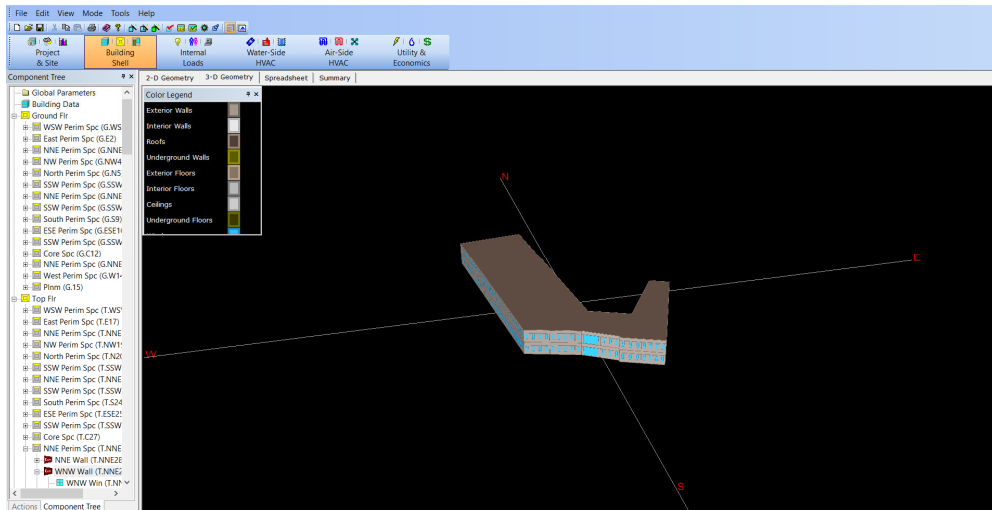 File Edit View Mode Tools Help
Project & Site
Building Shell
Internal Loads
Water-Side HVAC
Air-Side HVAC
Utility & Economics
Component Tree
2-D Geometry 3-D Geometry Spreadsheet Summary
Global Parameters
Building Data
Ground Flr
WSW Perim Spc (G.WS
East Perim Spc (G.E2)
NNE Perim Spc (G.NNE
NW Perim Spc (G.NW4
North Perim Spc (G.N5
SSW Perim Spc (G.SSW
NNE Perim Spc (G.NNE
SSW Perim Spc (G.SSW
South Perim Spc (G.S9)
ESE Perim Spc (G.ESE1
SSW Perim Spc (G.SSW
Core Spc (G.C12)
NNE Perim Spc (G.NNE
West Perim Spc (G.W1
Plnm (G.15)
Top Flr
WSW Perim Spc (T.WS
East Perim Spc (T.E17)
NNE Perim Spc (T.NNE
NW Perim Spc (T.NW1
North Perim Spc (T.N2
SSW Perim Spc (T.SSW
NNE Perim Spc (T.NNE
SSW Perim Spc (T.SSW
South Perim Spc (T.S24
ESE Perim Spc (T.ESE2
SSW Perim Spc (T.SSW
Core Spc (T.C27)
NNE Perim Spc (T.NNE
NNE Wall (T.NNE2
WNW Wall (T.NNE2
WNW Win (T.NN
Actions Component Tree
Color Legend
Exterior Walls
Interior Walls
Roofs
Underground Walls
Exterior Floors
Interior Floors
Ceilings
Underground Floors
N
W
S